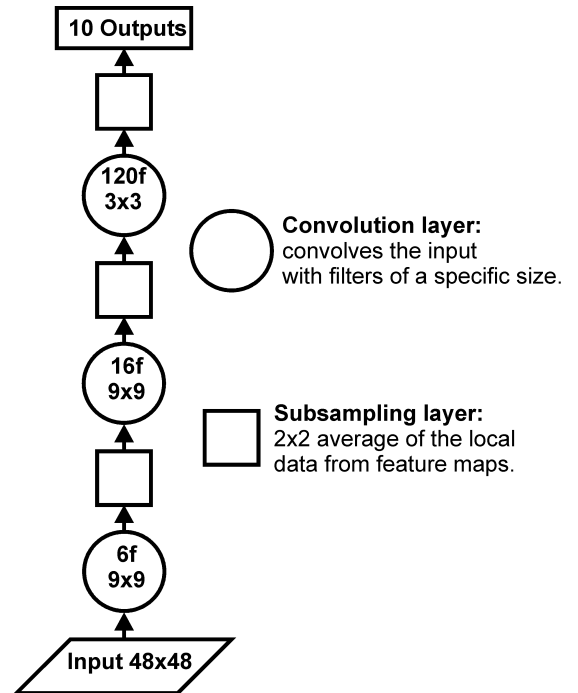 10 Outputs
120f
3x3
Convolution layer:
convolves the input
with filters of a specific size.
16f
9x9
Subsampling layer:
2x2 average of the local
data from feature maps.
6f
9x9
Input 48x48